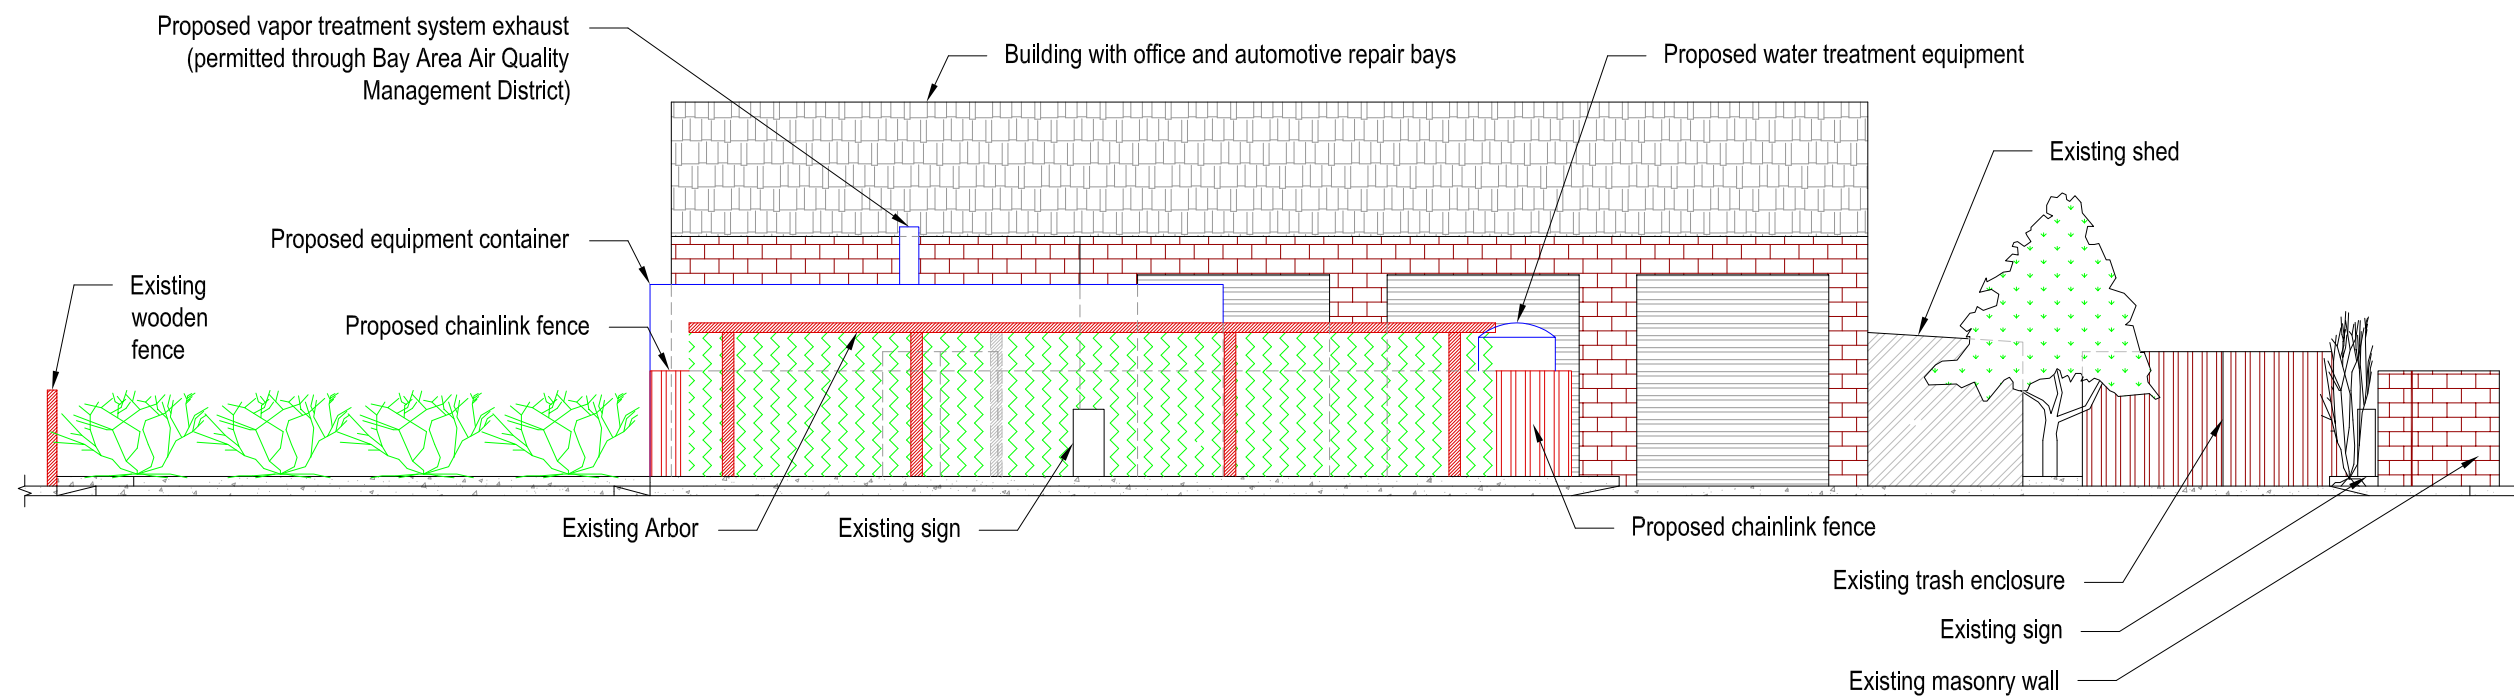 Proposed vapor treatment system exhaust
(permitted through Bay Area Air Quality
Management District)
Building with office and automotive repair bays
Proposed water treatment equipment
Existing shed
Proposed equipment container
Existing
wooden
fence
Proposed chainlink fence
Existing Arbor
Existing sign
Proposed chainlink fence
Existing trash enclosure
Existing sign
Existing masonry wall